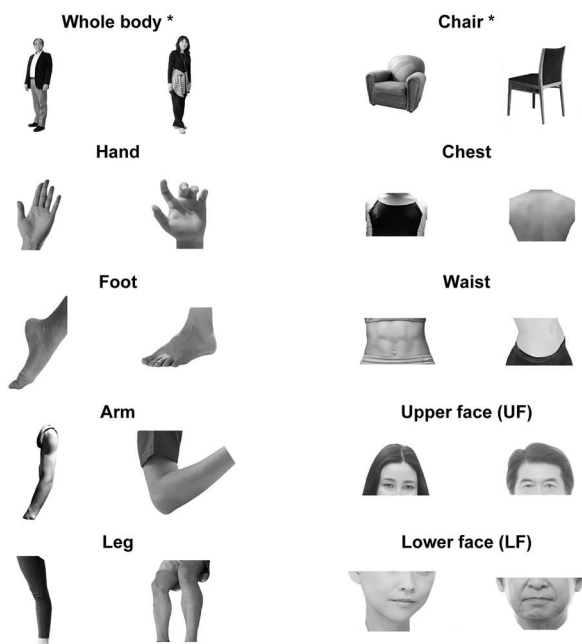 Whole body *
Chair *
Hand
Chest
Foot
Waist
Arm
Upper face (UF)
Leg
Lower face (LF)